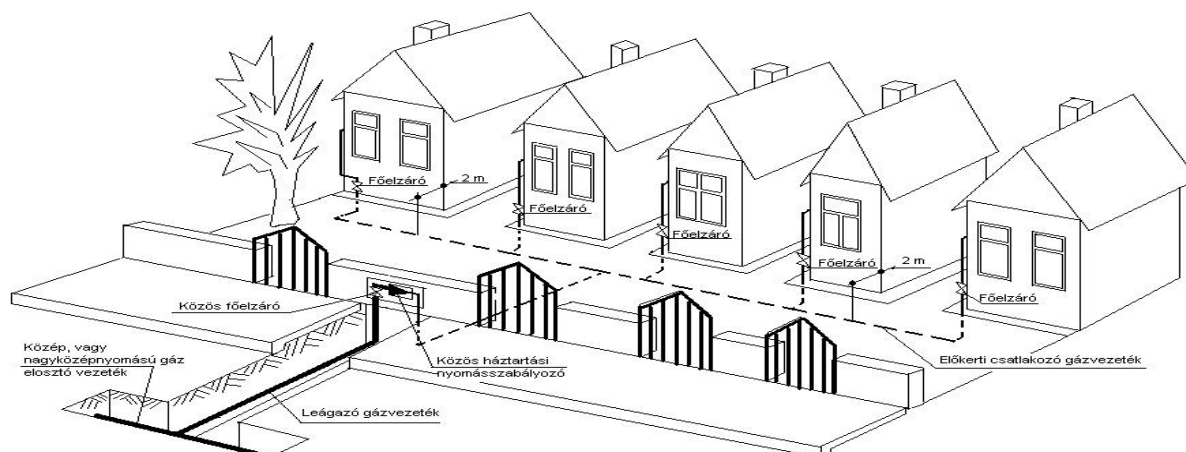 Főelzáró
2 m
Főelzáró
Főelzáró
Főelzáró
2 m
Főelzáró
Közös főelzáró
Közép, vagy
nagyközépnyomású gáz
elosztó vezeték
Közös háztartási
nyomásszabályozó
Előkerti csatlakozó gázvezeték
Leágazó gázvezeték